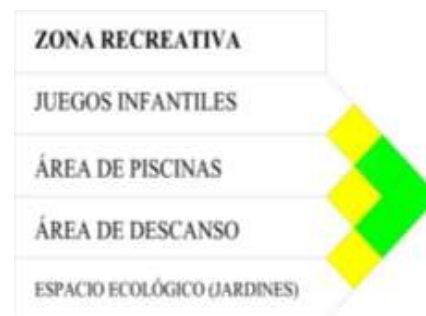 ZONA RECREATIVA
JUEGOS INFANTILES
ÁREA DE PISCINAS
ÁREA DE DESCANSO
ESPACIO ECOLÓGICO (JARDINES)